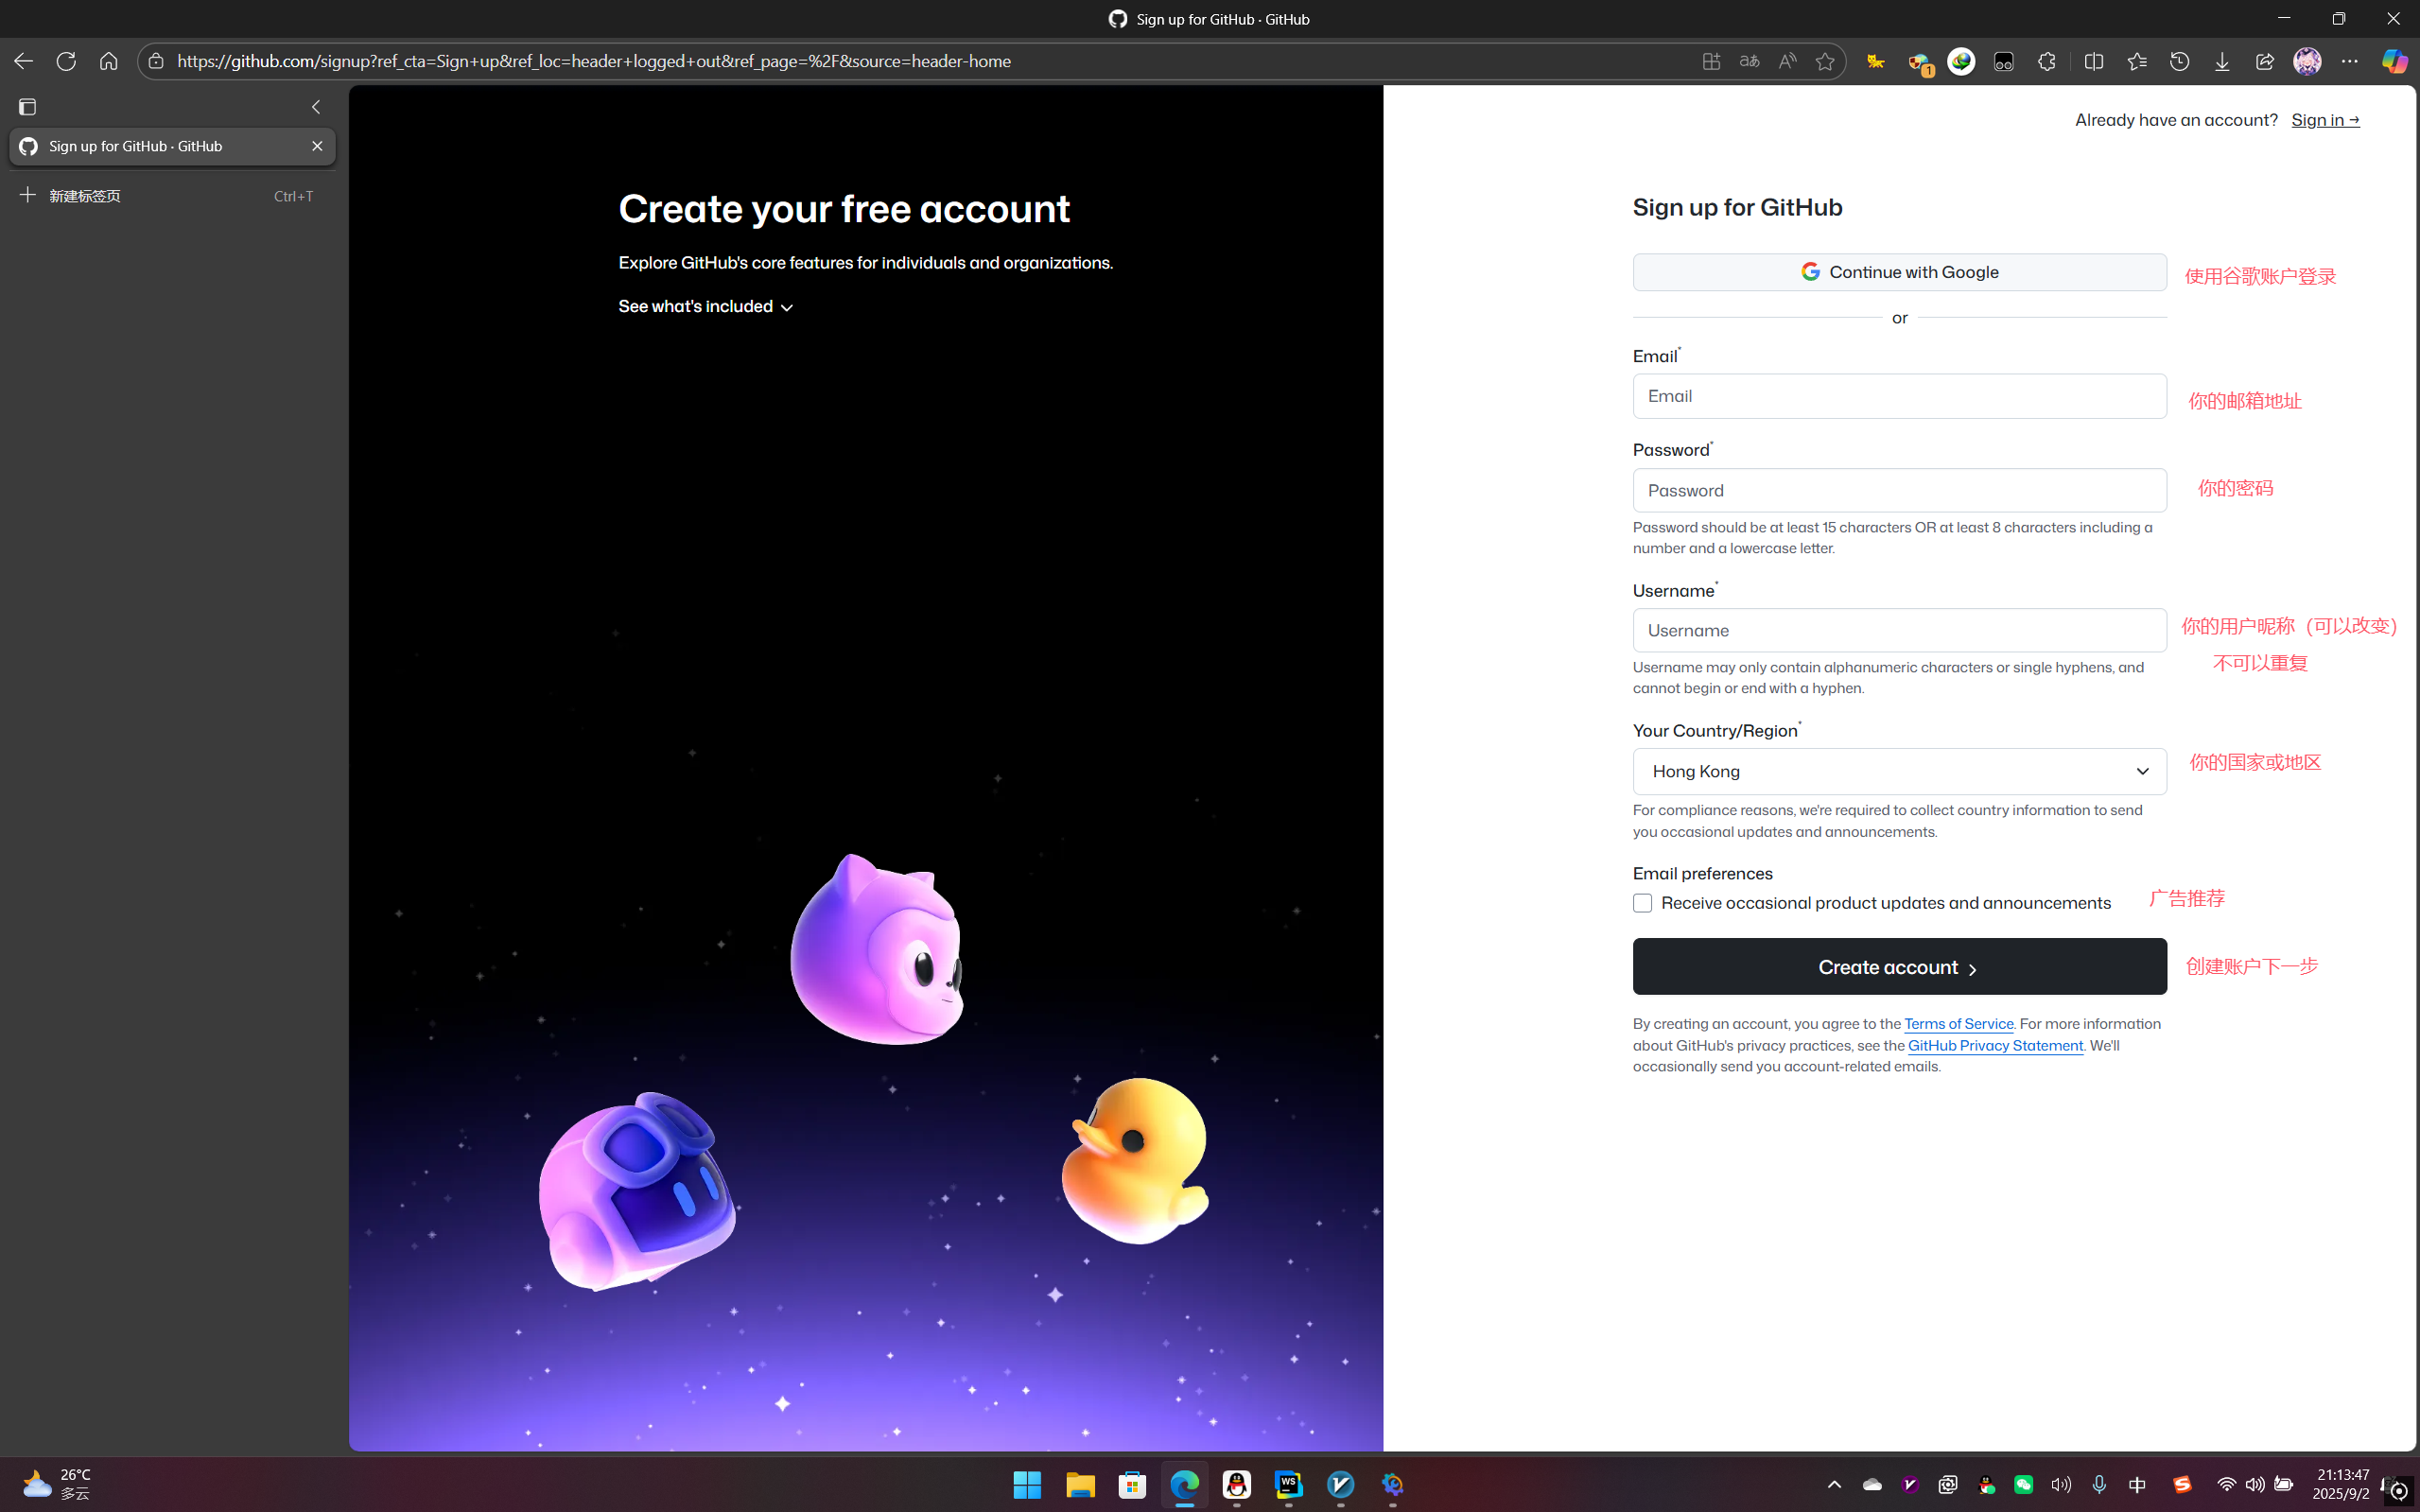 Sign up for GitHub · GitHub
https://github.com/signup?ref_cta=Sign+up&ref_loc=header+logged+out&ref_page=%2F&source=header-home
1
Sign up for GitHub · GitHub
新建标签页 Ctrl+T
Create your free account
Explore GitHub's core features for individuals and organizations.
See what's included
Already have an account? Sign in →
Sign up for GitHub
Continue with Google 使用谷歌账户登录
or
Email*
Email 你的邮箱地址
Password*
Password 你的密码
Password should be at least 15 characters OR at least 8 characters including a
number and a lowercase letter.
Username*
Username 你的用户昵称（可以改变）
不可以重复
Username may only contain alphanumeric characters or single hyphens, and
cannot begin or end with a hyphen.
Your Country/Region*
Hong Kong 你的国家或地区
For compliance reasons, we're required to collect country information to send
you occasional updates and announcements.
Email preferences
Receive occasional product updates and announcements 广告推荐
Create account 创建账户下一步
By creating an account, you agree to the Terms of Service. For more information
about GitHub's privacy practices, see the GitHub Privacy Statement. We'll
occasionally send you account-related emails.
26°C
多云
WS
中
21:13:47
2025/9/2